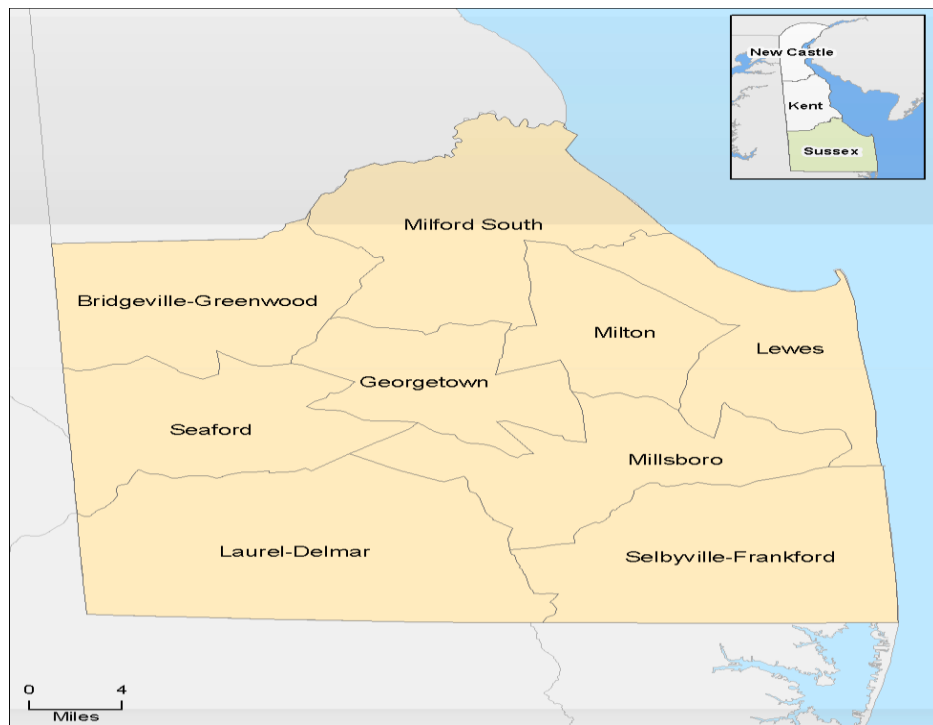 New Castle
Kent
Sussex
Milford South
Bridgeville-Greenwood
Milton
Lewes
Georgetown
Seaford
Millsboro
Laurel-Delmar
Selbyville-Frankford
0 4
Miles